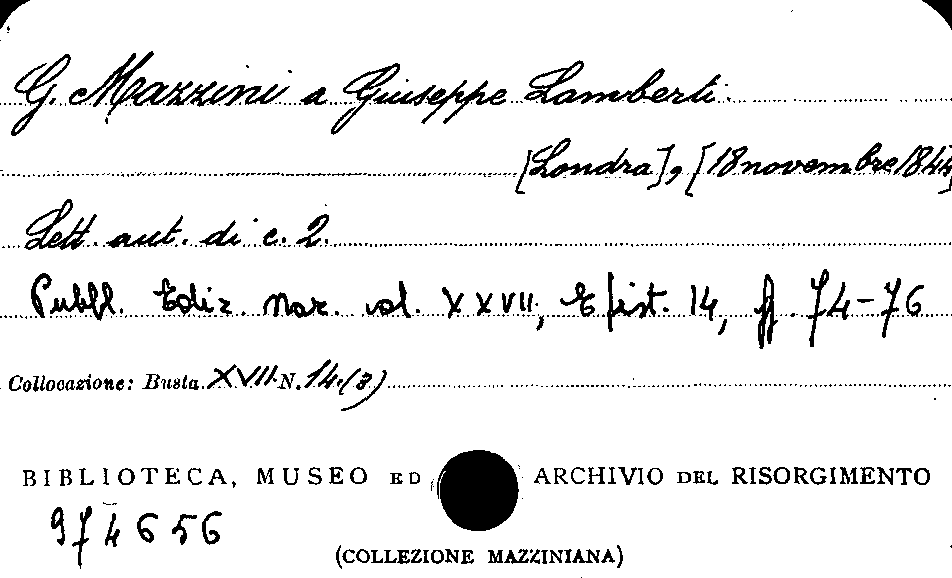 G. Mazzini a Giuseppe Lamberti.
[Londra], [18 novembre 1844]
Lett. aut. di c. 2.
Pubbl. Ediz. Naz. vol. XXVII, Epist. 14, pp. 74-76
Collocazione: Busta XVII N. 14.(3)
BIBLIOTECA, MUSEO ED ARCHIVIO DEL RISORGIMENTO
974656
(COLLEZIONE MAZZINIANA)